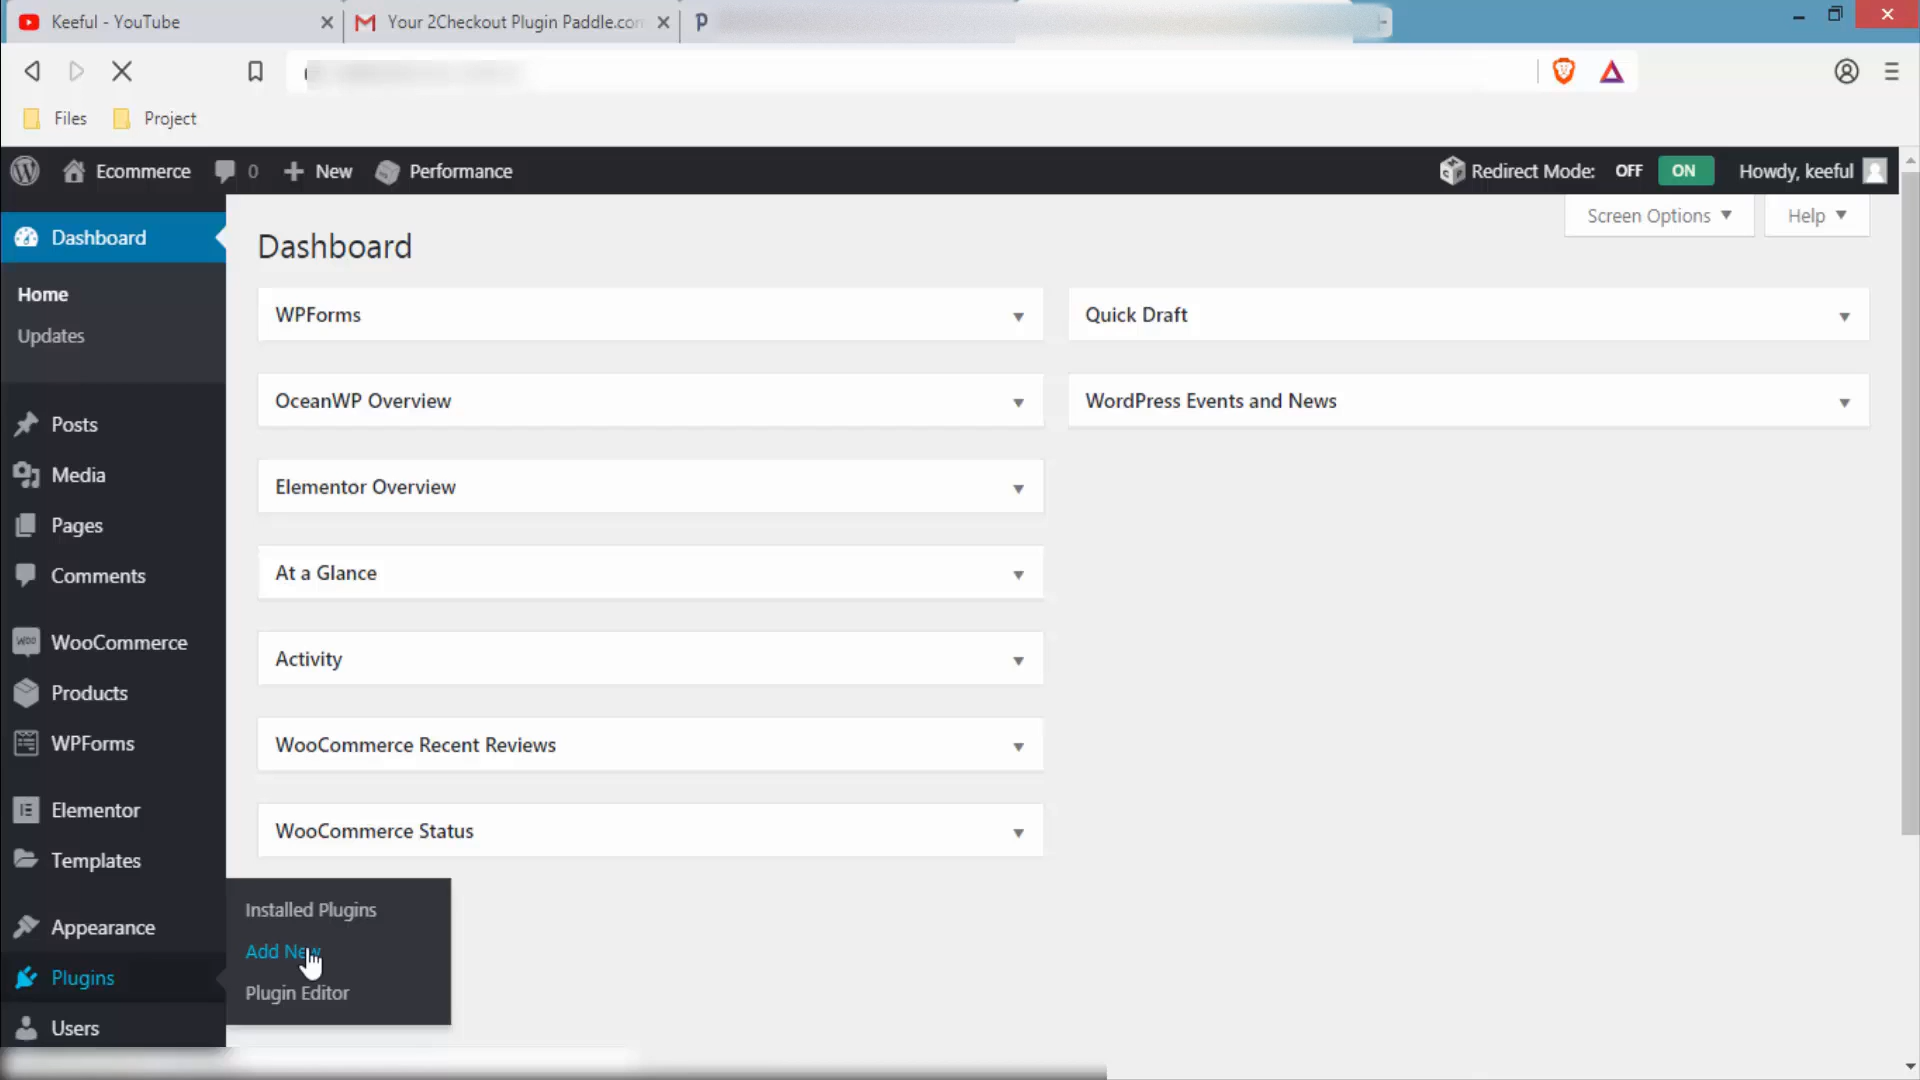 Keeful - YouTube
Your 2Checkout Plugin Paddle.com
Files
Project
Ecommerce
0
New
Performance
Redirect Mode:
OFF
ON
Howdy, keeful
Dashboard
Home
Updates
Posts
Media
Pages
Comments
WooCommerce
Products
WPForms
Elementor
Templates
Appearance
Plugins
Users
Installed Plugins
Add New
Plugin Editor
Screen Options
Help
Dashboard
WPForms
OceanWP Overview
Elementor Overview
At a Glance
Activity
WooCommerce Recent Reviews
WooCommerce Status
Quick Draft
WordPress Events and News